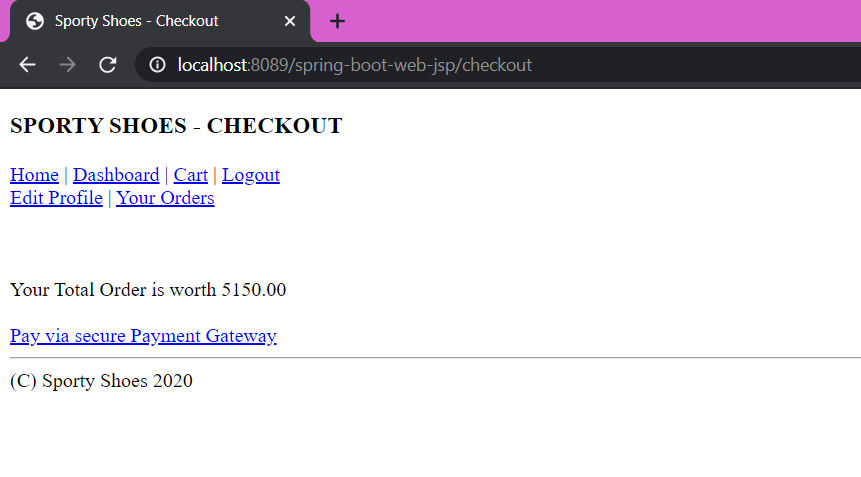 Sporty Shoes - Checkout
localhost:8089/spring-boot-web-jsp/checkout
SPORTY SHOES - CHECKOUT
Home | Dashboard | Cart | Logout
Edit Profile | Your Orders
Your Total Order is worth 5150.00
Pay via secure Payment Gateway
(C) Sporty Shoes 2020